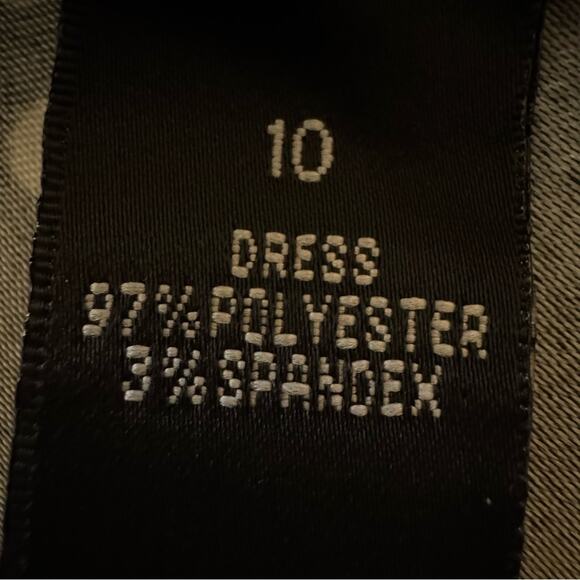 10
DRESS
97% POLYESTER
3% SPANDEX